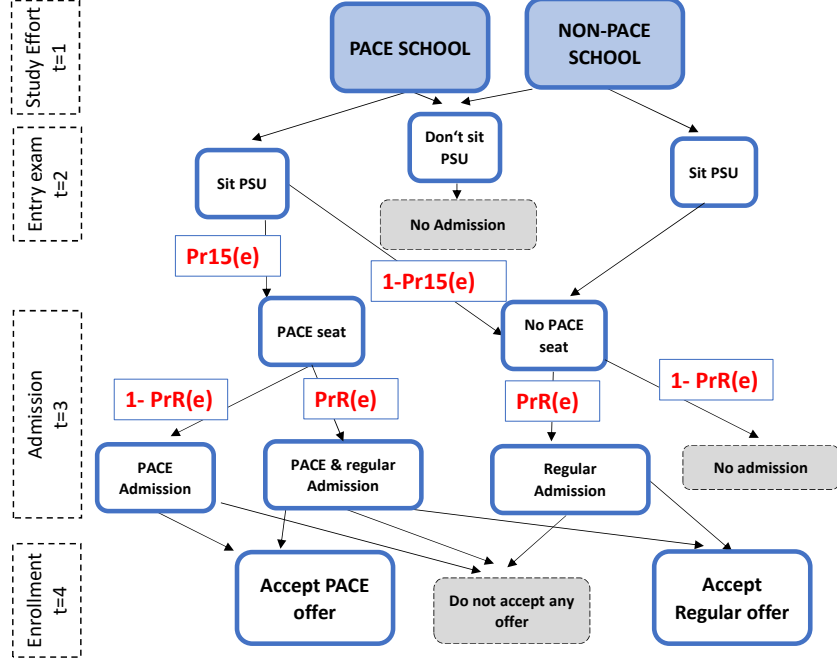 Study Effort
t=1
PACE SCHOOL
NON-PACE
SCHOOL
Entry exam
t=2
Sit PSU
Don‘t sit
PSU
Sit PSU
No Admission
Pr15(e)
1-Pr15(e)
Admission
t=3
PACE seat
No PACE
seat
1- PrR(e)
PrR(e)
PrR(e)
1- PrR(e)
PACE
Admission
PACE & regular
Admission
Regular
Admission
No admission
Enrollment
t=4
Accept PACE
offer
Do not accept any
offer
Accept
Regular offer